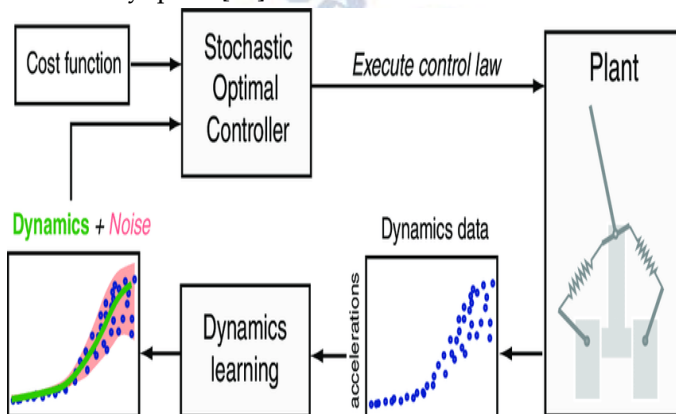 Cost function
Stochastic
Optimal
Controller
Execute control law
Plant
Dynamics + Noise
Dynamics data
accelerations
Dynamics
learning